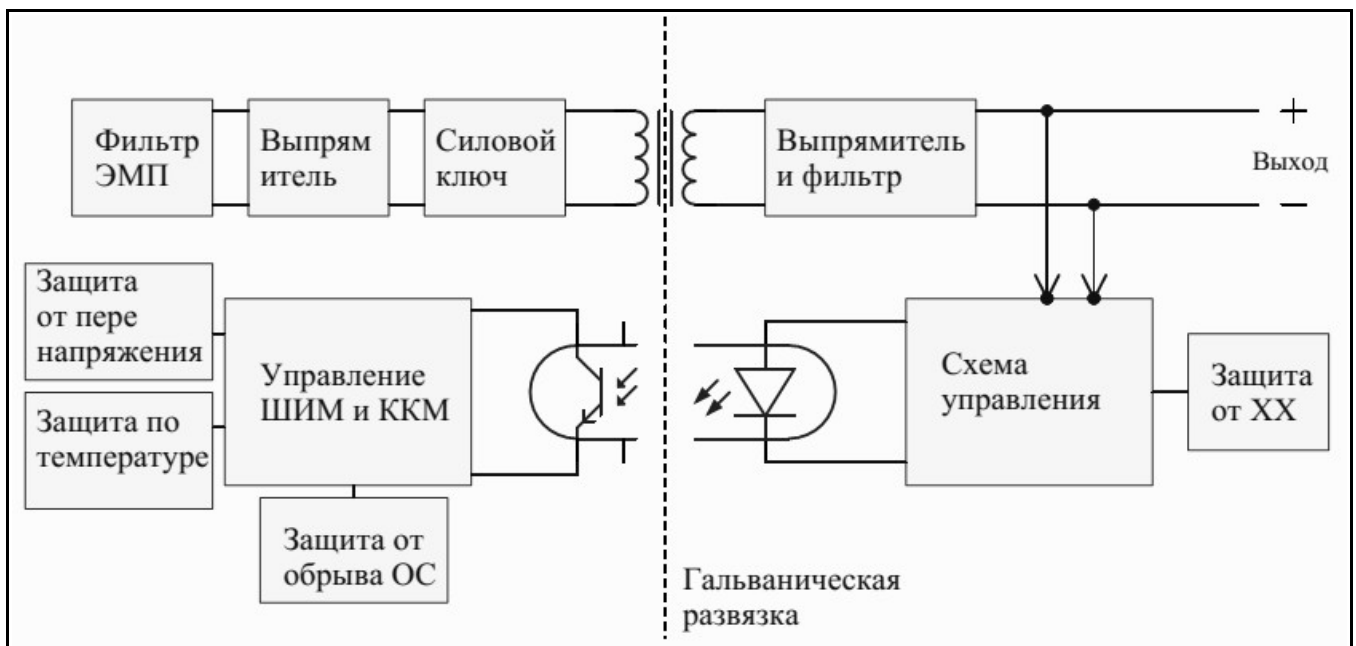 Фильтр
ЭМП
Выпрям
итель
Силовой
ключ
Выпрямитель
и фильтр
+
Выход
−
Защита
от пере
напряжения
Управление
ШИМ и ККМ
Защита по
температуре
Защита от
обрыва ОС
Схема
управления
Защита
от ХХ
Гальваническая
развязка